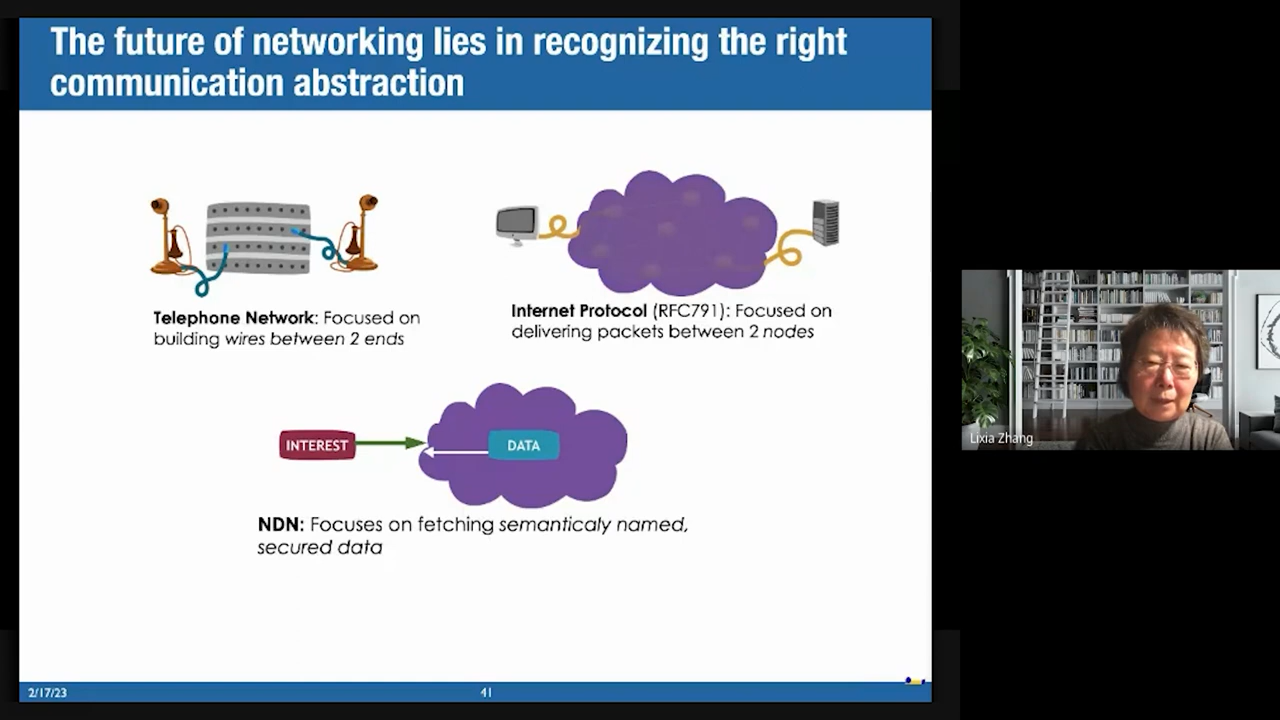 The future of networking lies in recognizing the right
communication abstraction
Telephone Network: Focused on
building wires between 2 ends
Internet Protocol (RFC791): Focused on
delivering packets between 2 nodes
INTEREST
DATA
NDN: Focuses on fetching semanticaly named,
secured data
Lixia Zhang
2/17/23
41